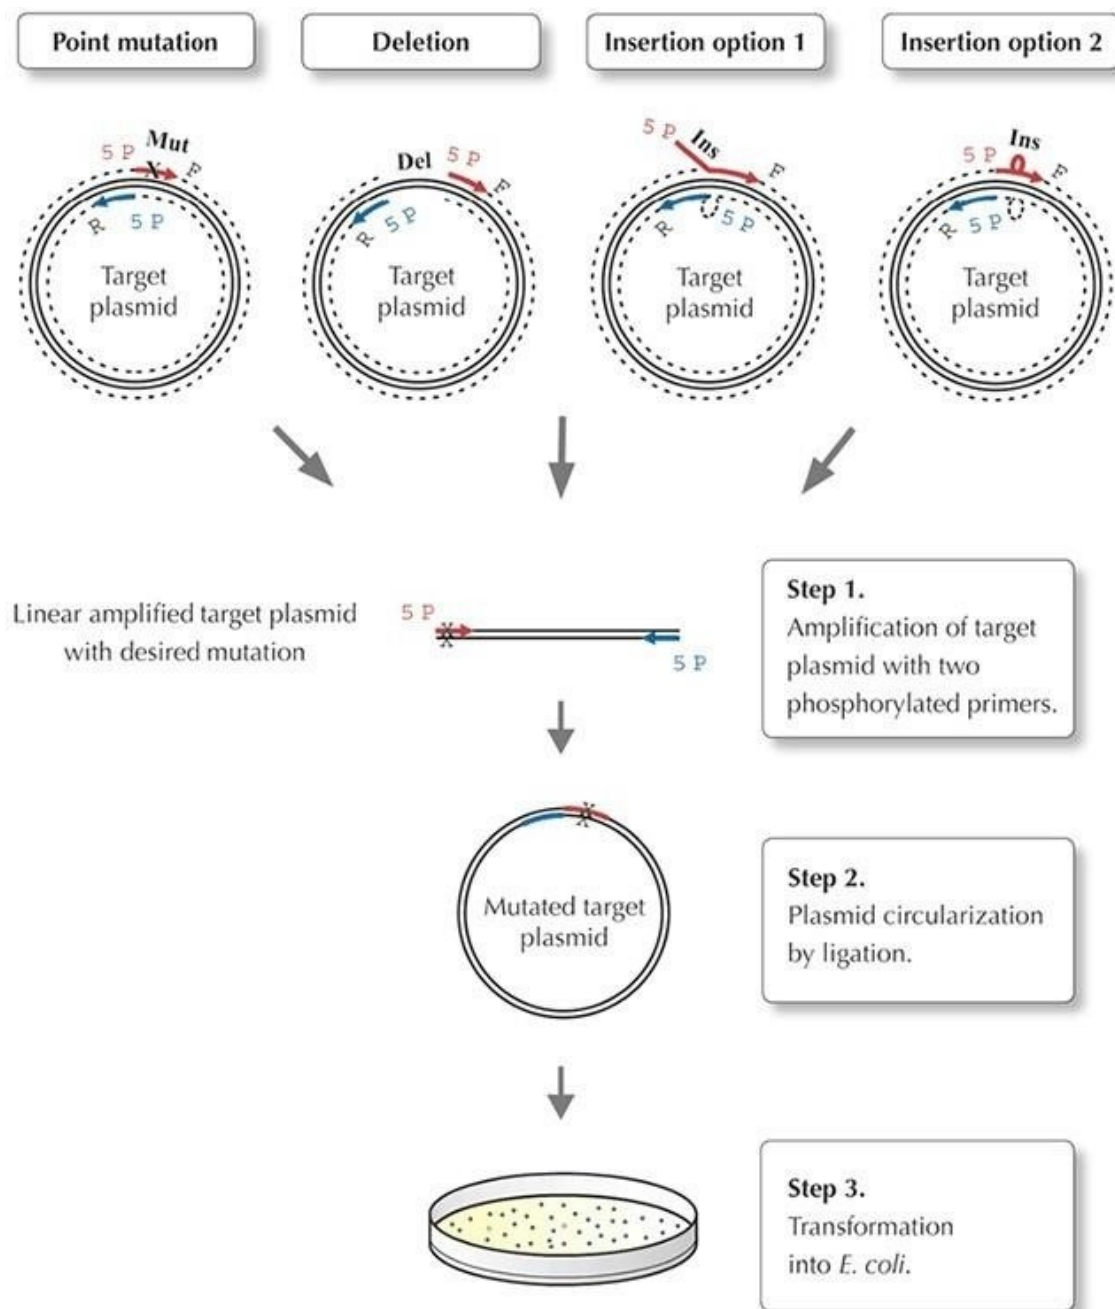 Point mutation
Deletion
Insertion option 1
Insertion option 2
5 P
Mut
X
F
R
5 P
Target
plasmid
Del
5 P
F
R
5 P
Target
plasmid
5 P
Ins
F
R
5 P
Target
plasmid
5 P
Ins
F
R
5 P
Target
plasmid
Linear amplified target plasmid
with desired mutation
5 P
X
X
5 P
Step 1.
Amplification of target
plasmid with two
phosphorylated primers.
X
X
Mutated target
plasmid
Step 2.
Plasmid circularization
by ligation.
Step 3.
Transformation
into E. coli.